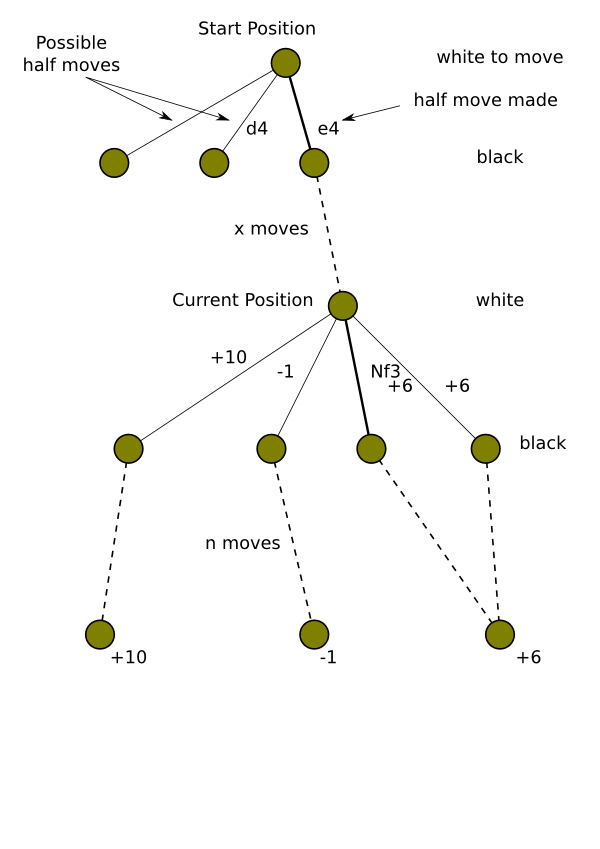 Start Position
Possible
half moves
white to move
half move made
d4
e4
black
x moves
Current Position
white
+10
-1
Nf3
+6
+6
black
n moves
+10
-1
+6